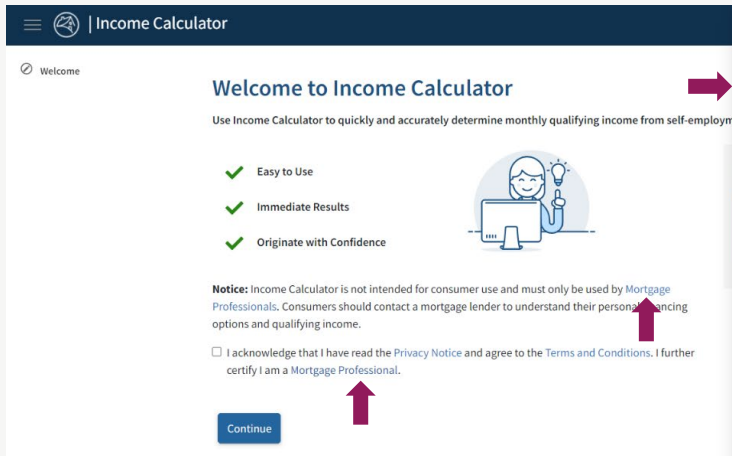 | Income Calculator
Welcome
Welcome to Income Calculator
Use Income Calculator to quickly and accurately determine monthly qualifying income from self-employm
Easy to Use
Immediate Results
Originate with Confidence
Notice: Income Calculator is not intended for consumer use and must only be used by Mortgage
Professionals. Consumers should contact a mortgage lender to understand their personal financing
options and qualifying income.
I acknowledge that I have read the Privacy Notice and agree to the Terms and Conditions. I further
certify I am a Mortgage Professional.
Continue